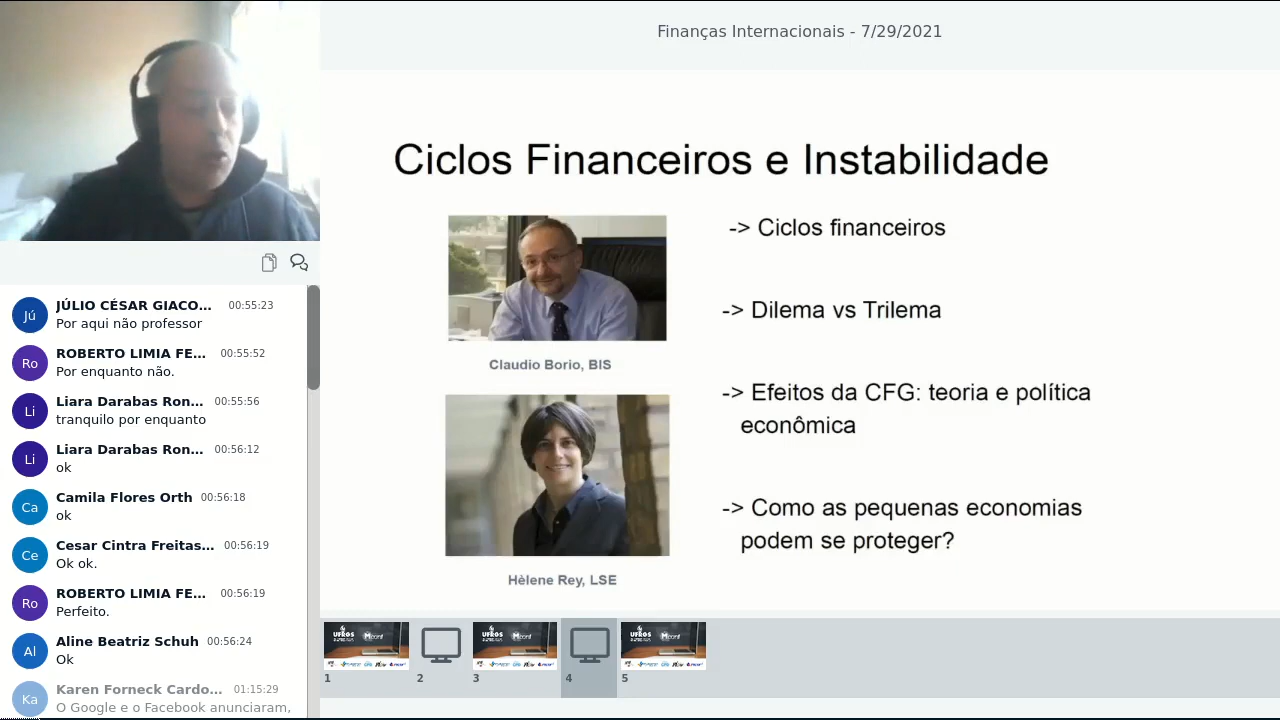 Finanças Internacionais - 7/29/2021
Ciclos Financeiros e Instabilidade
-> Ciclos financeiros
-> Dilema vs Trilema
-> Efeitos da CFG: teoria e política
econômica
-> Como as pequenas economias
podem se proteger?
Claudio Borio, BIS
Hèlene Rey, LSE
Jú
JÚLIO CÉSAR GIACO... 00:55:23
Por aqui não professor
Ro
ROBERTO LIMIA FE... 00:55:52
Por enquanto não.
Li
Liara Darabas Ron... 00:55:56
tranquilo por enquanto
Li
Liara Darabas Ron... 00:56:12
ok
Ca
Camila Flores Orth 00:56:18
ok
Ce
Cesar Cintra Freitas... 00:56:19
Ok ok.
Ro
ROBERTO LIMIA FE... 00:56:19
Perfeito.
Al
Aline Beatriz Schuh 00:56:24
Ok
Ka
Karen Forneck Cardo... 01:15:29
O Google e o Facebook anunciaram,
UFRGS
Mconf
UFRGS
Mconf
UFRGS
Mconf
1
2
3
4
5